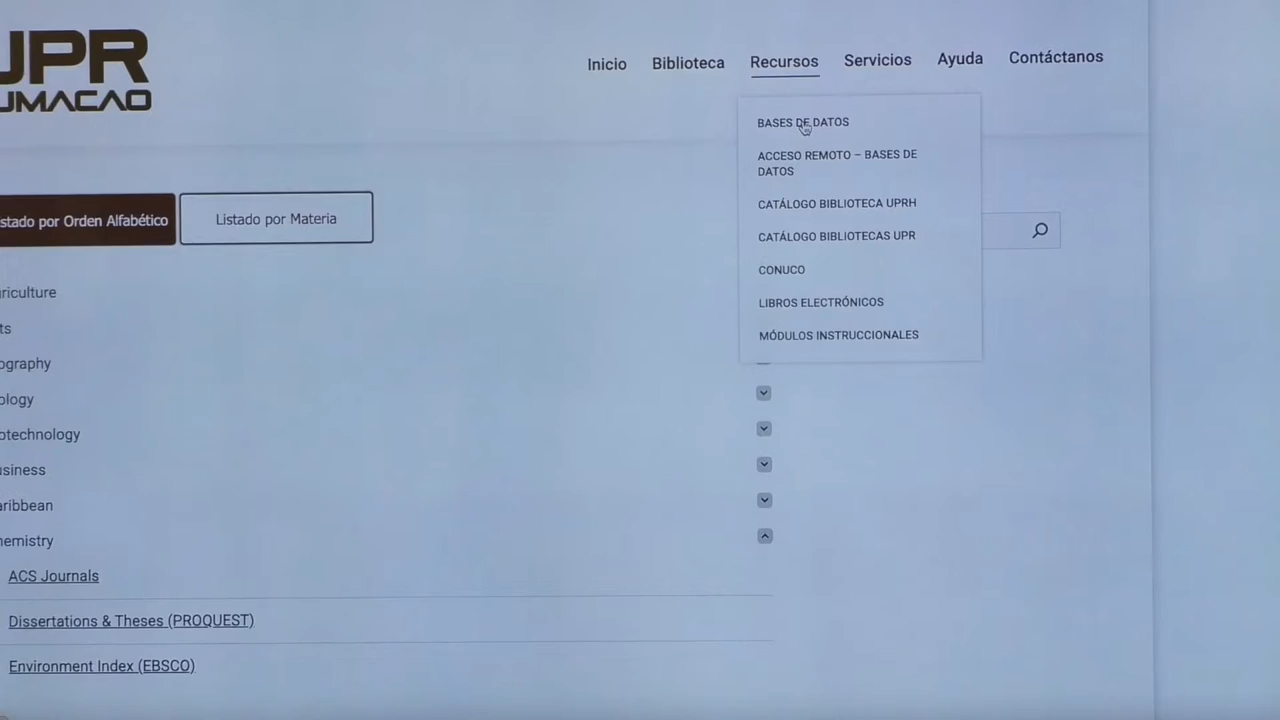 UPR
UMACAO
Inicio
Biblioteca
Recursos
Servicios
Ayuda
Contáctanos
BASES DE DATOS
ACCESO REMOTO – BASES DE
DATOS
CATÁLOGO BIBLIOTECA UPRH
CATÁLOGO BIBLIOTECAS UPR
CONUCO
LIBROS ELECTRÓNICOS
MÓDULOS INSTRUCCIONALES
stado por Orden Alfabético
Listado por Materia
riculture
ts
ography
ology
otechnology
usiness
aribbean
hemistry
ACS Journals
Dissertations & Theses (PROQUEST)
Environment Index (EBSCO)